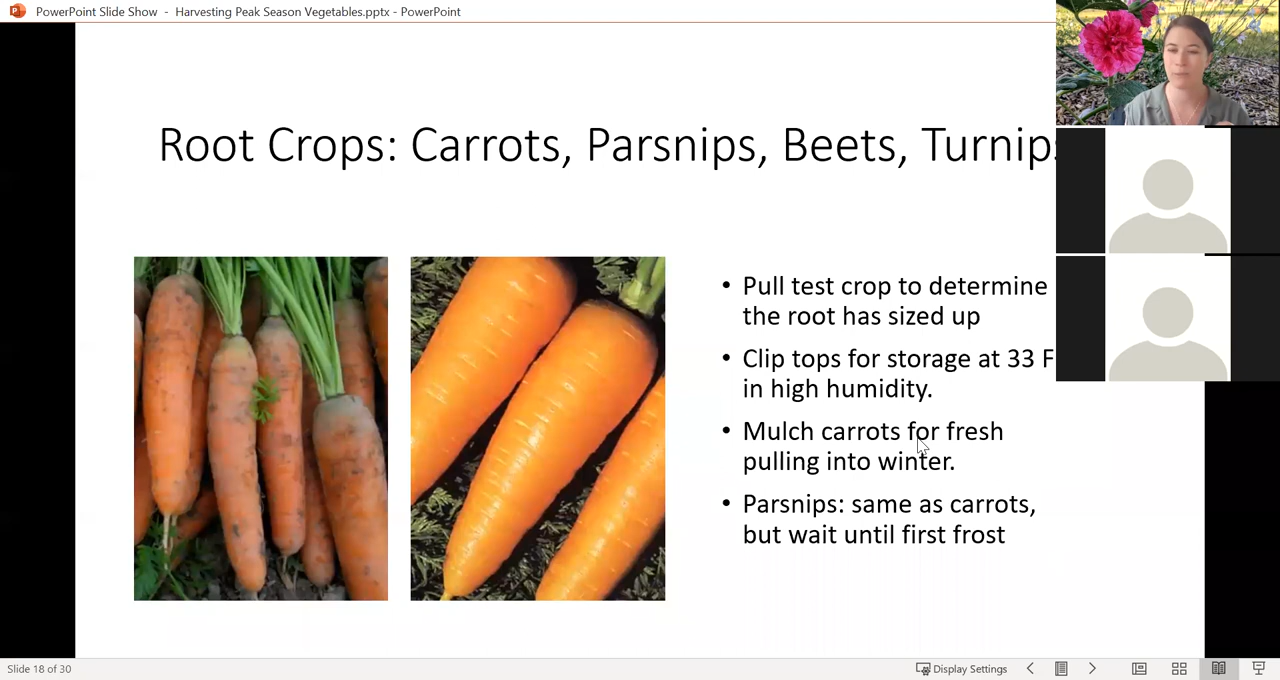 PowerPoint Slide Show - Harvesting Peak Season Vegetables.pptx - PowerPoint
Root Crops: Carrots, Parsnips, Beets, Turnips
• Pull test crop to determine
the root has sized up
• Clip tops for storage at 33 F
in high humidity.
• Mulch carrots for fresh
pulling into winter.
• Parsnips: same as carrots,
but wait until first frost
Slide 18 of 30
Display Settings